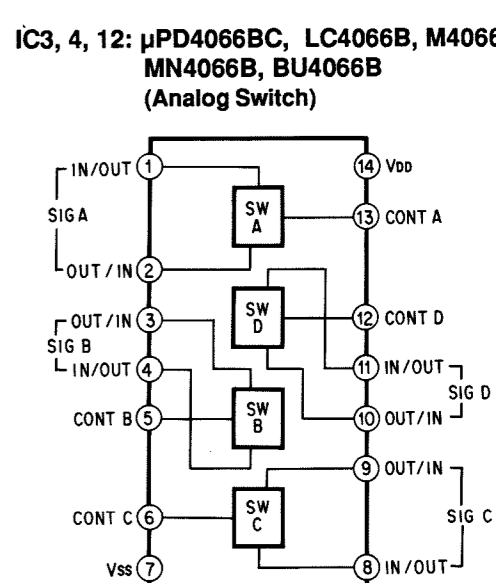 IC3, 4, 12: µPD4066BC, LC4066B, M4066
MN4066B, BU4066B
(Analog Switch)
IN/OUT 1
14 VDD
SIG A
SW A
13 CONT A
OUT/IN 2
OUT/IN 3
SW D
12 CONT D
SIG B
IN/OUT 4
11 IN/OUT
SIG D
CONT B 5
SW B
10 OUT/IN
9 OUT/IN
CONT C 6
SW C
SIG C
VSS 7
8 IN/OUT